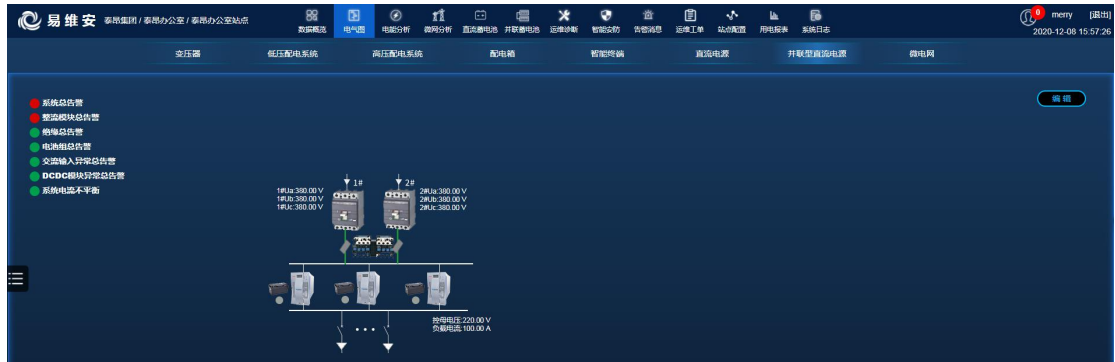 易维安 泰昂集团 / 泰昂办公室 / 泰昂办公室站点
数据概览 电气图 电能分析 微网分析 直流蓄电池 并联蓄电池 运维诊断 智能安防 告警消息 运维工单 站点配置 用电报表 系统日志
0 merry [退出]
2020-12-08 15:57:26
变压器 低压配电系统 高压配电系统 配电箱 智能终端 直流电源 并联型直流电源 微电网
编辑
系统总告警
整流模块总告警
绝缘总告警
电池组总告警
交流输入异常总告警
DCDC模块异常总告警
系统电流不平衡
1# 2#
1#Ua:380.00 V
1#Ub:380.00 V
1#Uc:380.00 V
2#Ua:380.00 V
2#Ub:380.00 V
2#Uc:380.00 V
控母电压:220.00 V
负载电流:100.00 A